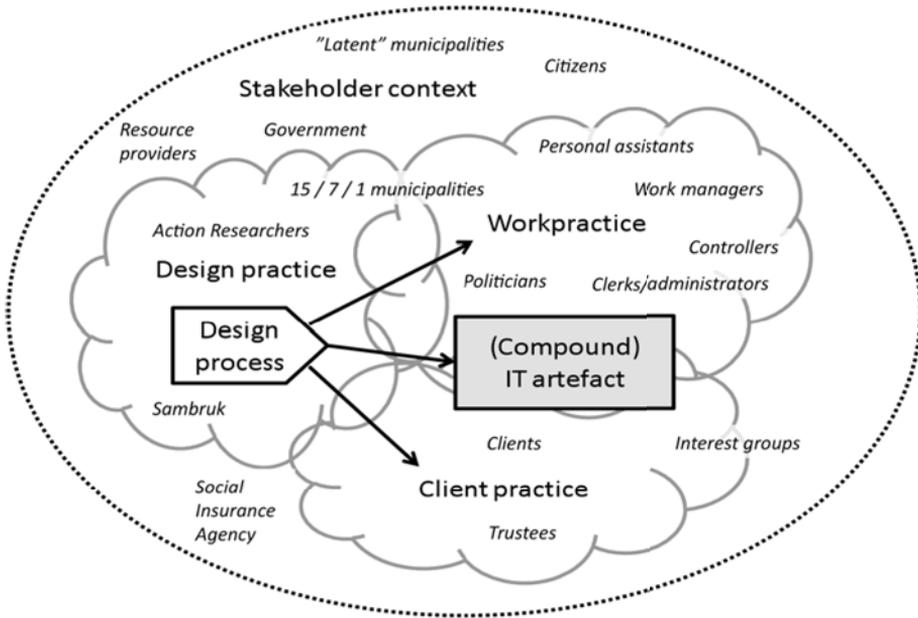 ”Latent” municipalities
Citizens
Stakeholder context
Resource
providers
Government
Personal assistants
15 / 7 / 1 municipalities
Work managers
Action Researchers
Workpractice
Controllers
Design practice
Politicians
Clerks/administrators
Design
process
(Compound)
IT artefact
Sambruk
Clients
Interest groups
Social
Insurance
Agency
Client practice
Trustees